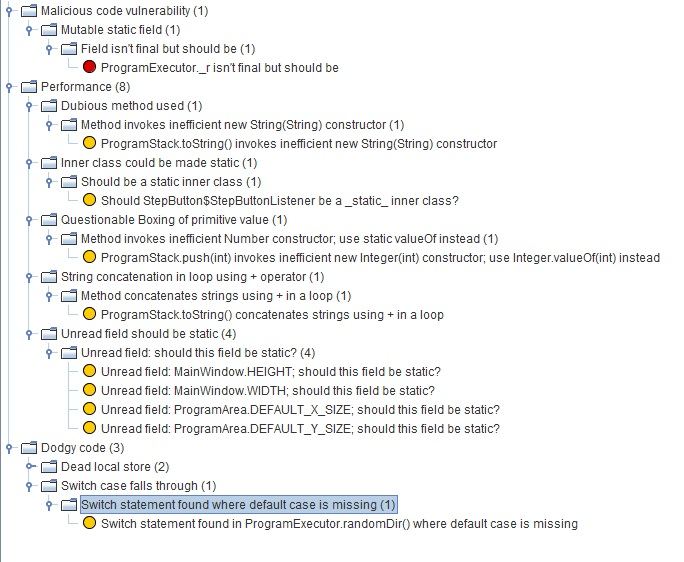 Malicious code vulnerability (1)
Mutable static field (1)
Field isn't final but should be (1)
ProgramExecutor._r isn't final but should be
Performance (8)
Dubious method used (1)
Method invokes inefficient new String(String) constructor (1)
ProgramStack.toString() invokes inefficient new String(String) constructor
Inner class could be made static (1)
Should be a static inner class (1)
Should StepButton$StepButtonListener be a _static_ inner class?
Questionable Boxing of primitive value (1)
Method invokes inefficient Number constructor; use static valueOf instead (1)
ProgramStack.push(int) invokes inefficient new Integer(int) constructor; use Integer.valueOf(int) instead
String concatenation in loop using + operator (1)
Method concatenates strings using + in a loop (1)
ProgramStack.toString() concatenates strings using + in a loop
Unread field should be static (4)
Unread field: should this field be static? (4)
Unread field: MainWindow.HEIGHT; should this field be static?
Unread field: MainWindow.WIDTH; should this field be static?
Unread field: ProgramArea.DEFAULT_X_SIZE; should this field be static?
Unread field: ProgramArea.DEFAULT_Y_SIZE; should this field be static?
Dodgy code (3)
Dead local store (2)
Switch case falls through (1)
Switch statement found where default case is missing (1)
Switch statement found in ProgramExecutor.randomDir() where default case is missing